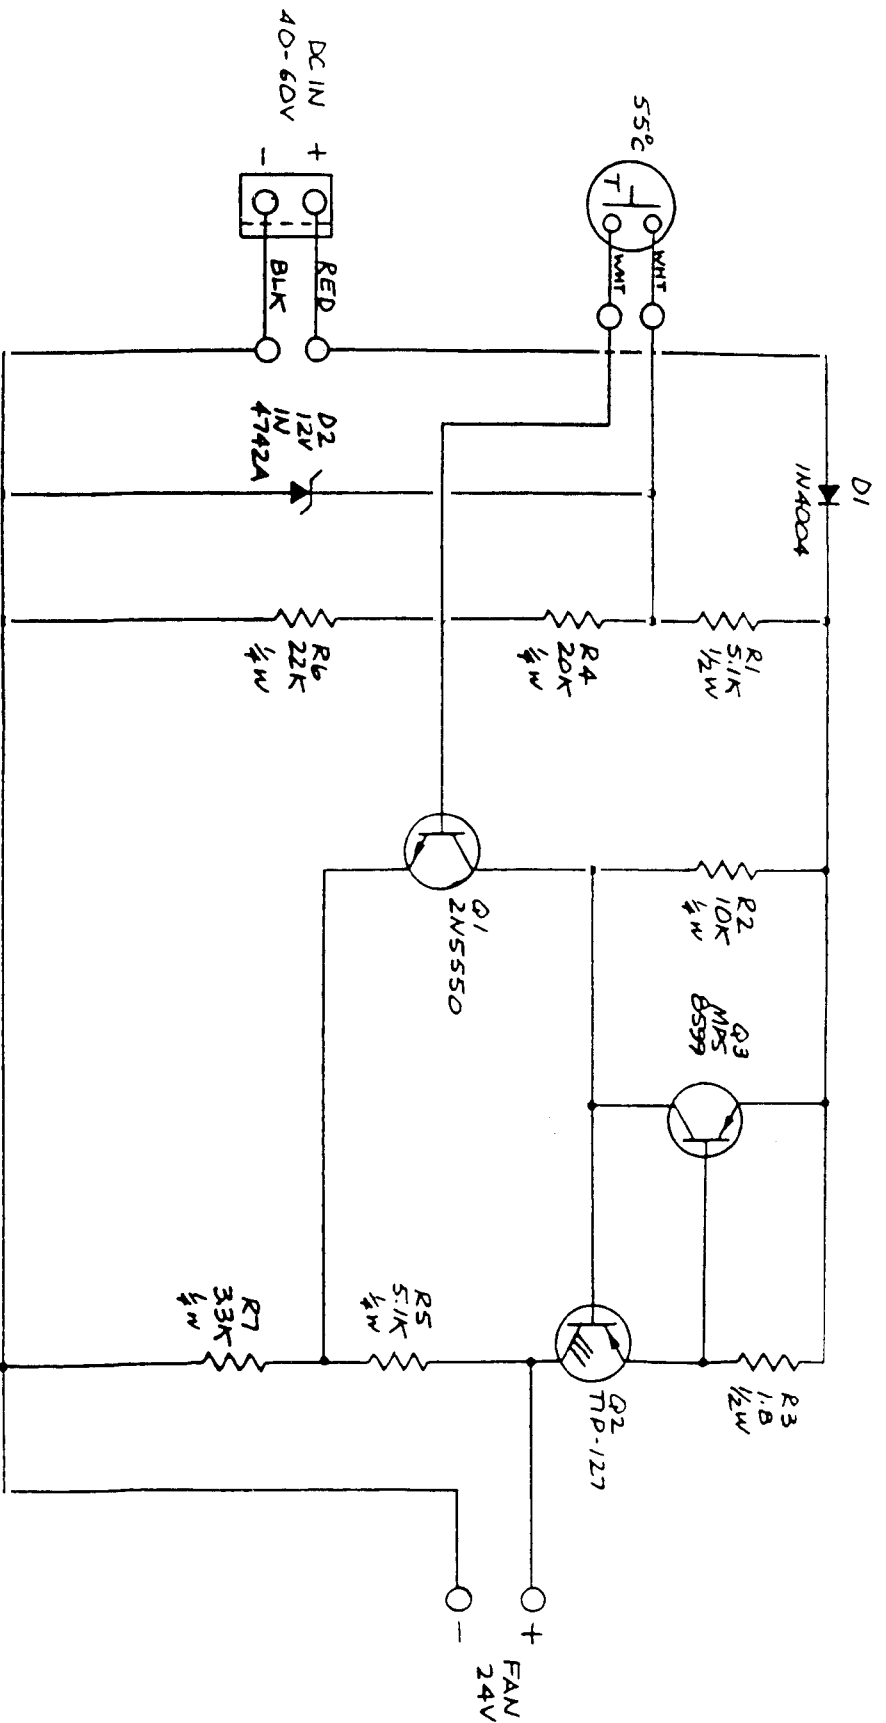 DC IN
40-60V
+
-
RED
BLK
55°C
T
WHT
WHT
D1
1N4004
D2
12V
1N
4742A
R1
5.1K
1/2W
R4
20K
1/4W
R6
22K
1/4W
R2
10K
1/4W
Q1
2N5550
Q3
MPS
8599
R3
1.8
1/2W
Q2
TIP-127
R5
5.1K
1/4W
R7
3.3K
1/4W
+
-
FAN
24V